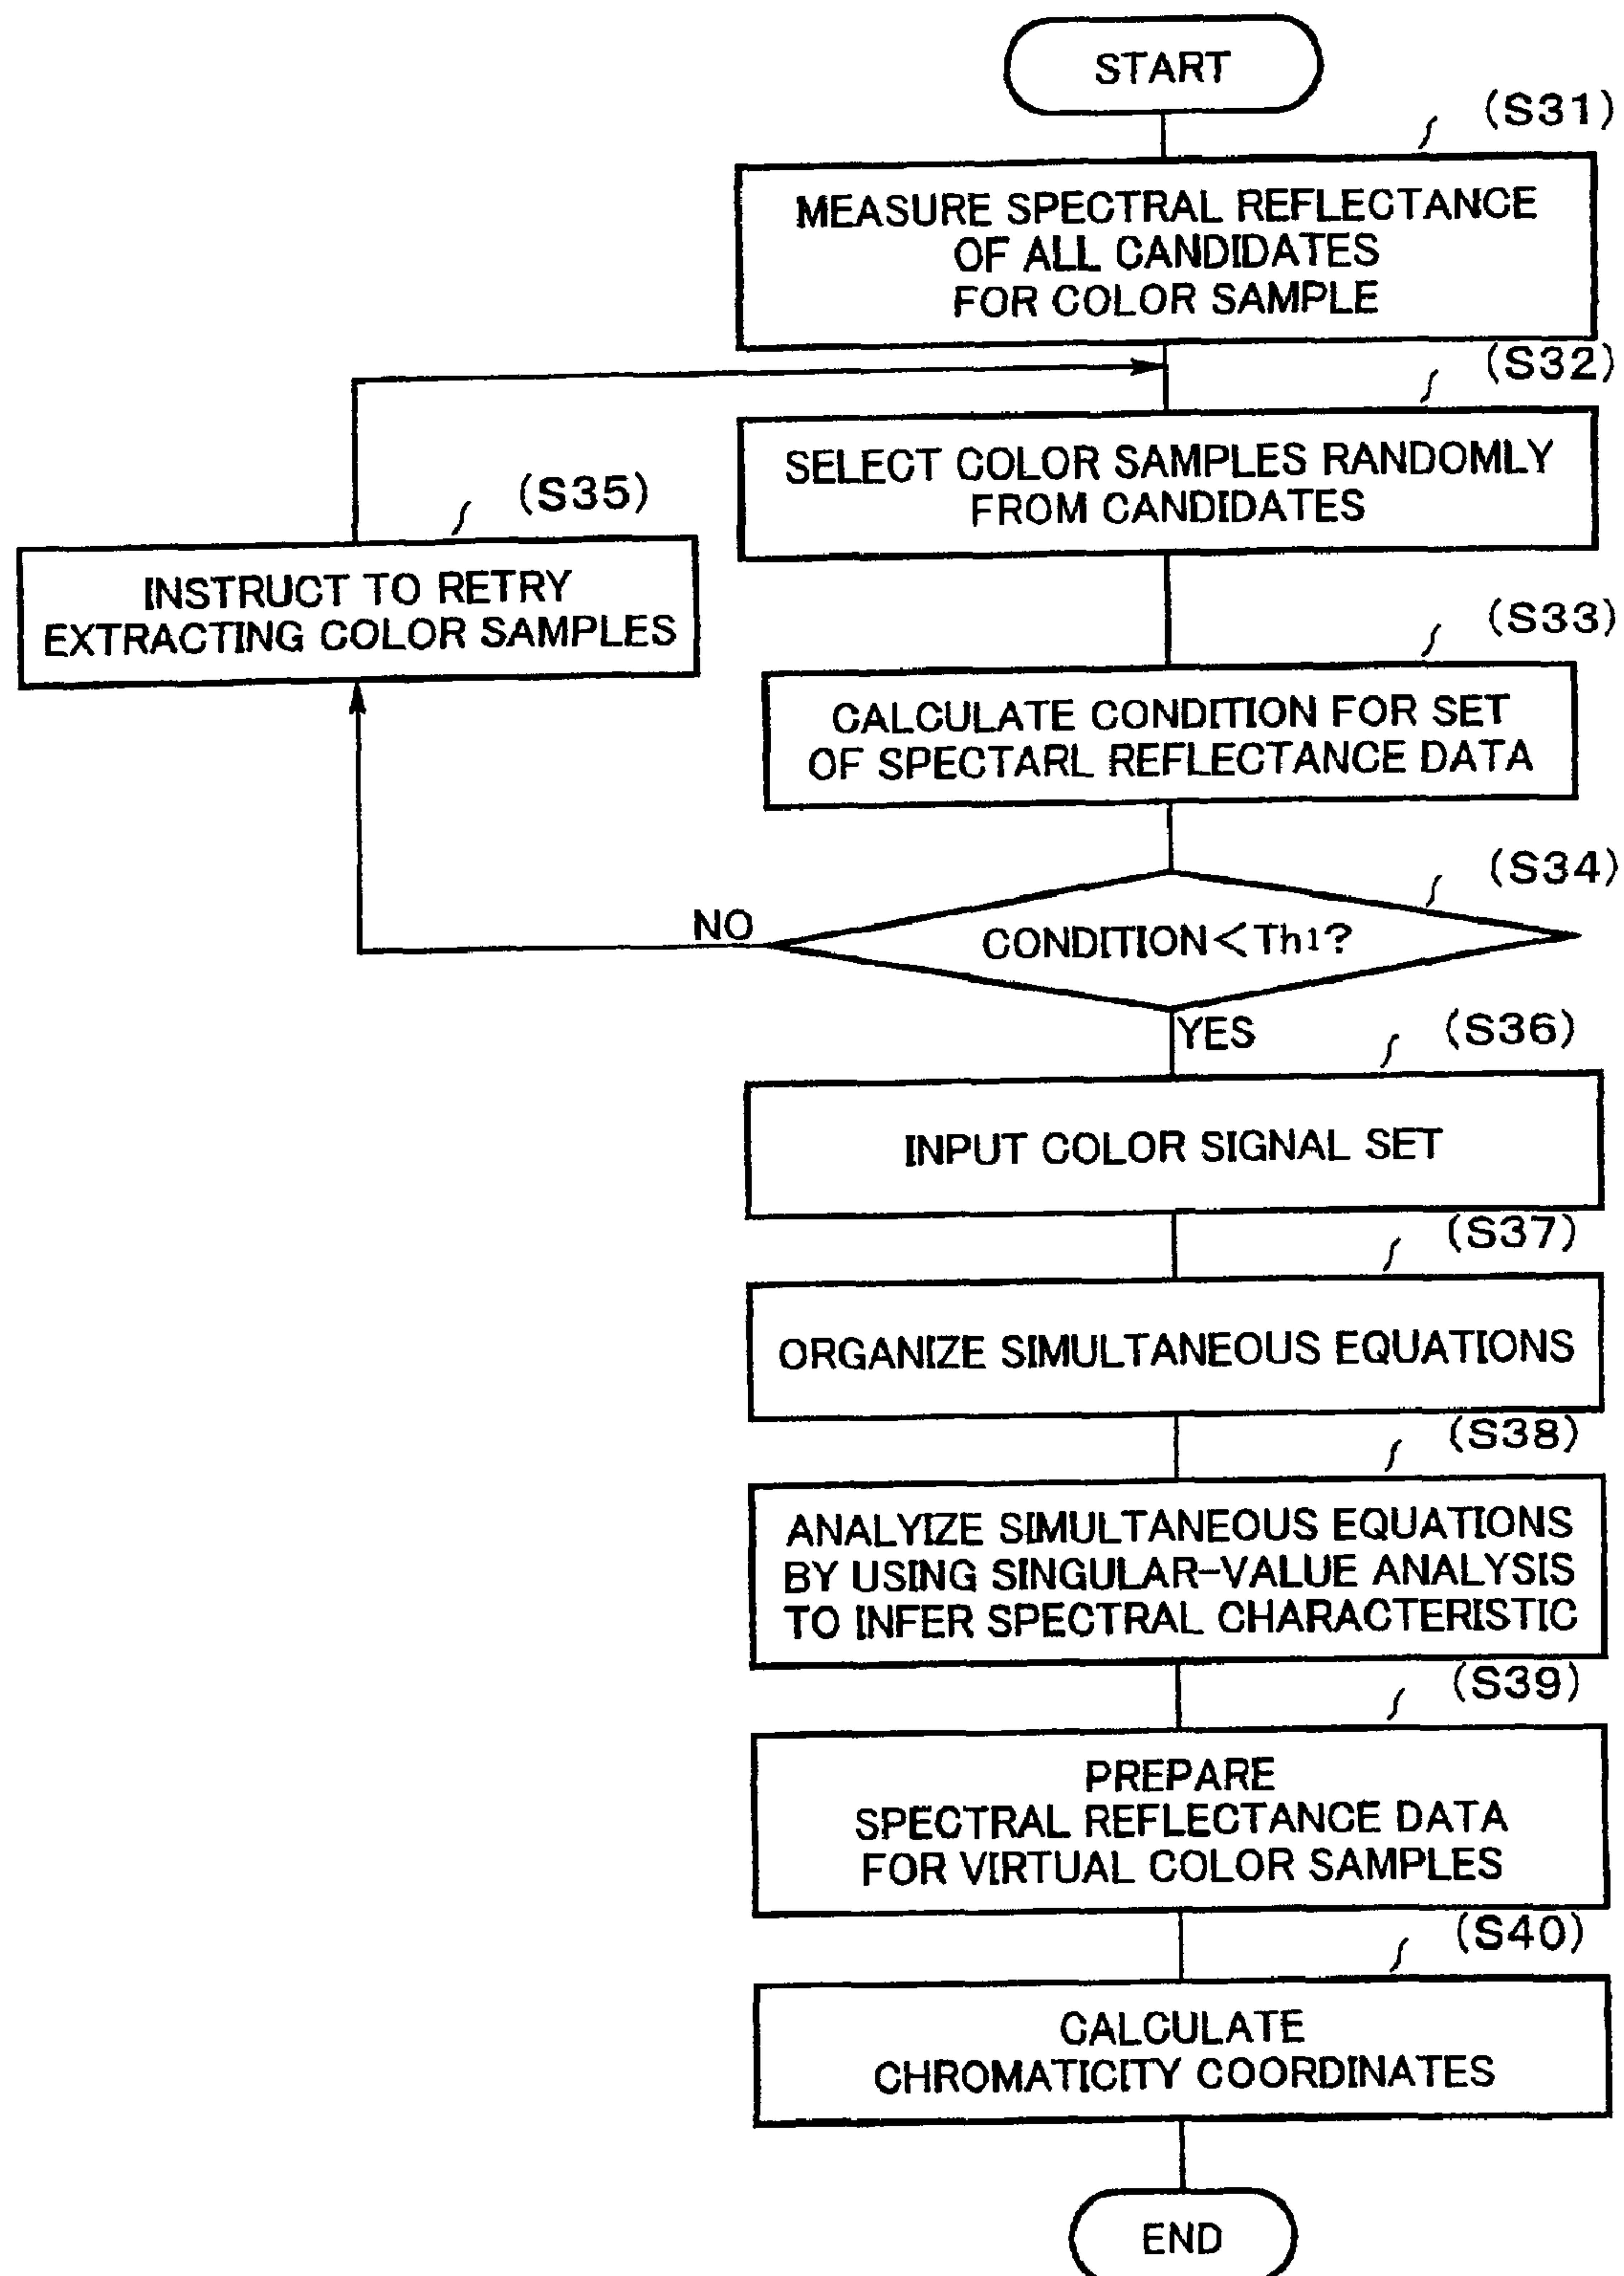 START
(S31)
MEASURE SPECTRAL REFLECTANCE
OF ALL CANDIDATES
FOR COLOR SAMPLE
(S32)
SELECT COLOR SAMPLES RANDOMLY
FROM CANDIDATES
(S35)
INSTRUCT TO RETRY
EXTRACTING COLOR SAMPLES
(S33)
CALCULATE CONDITION FOR SET
OF SPECTARL REFLECTANCE DATA
(S34)
NO
CONDITION<Th1?
YES
(S36)
INPUT COLOR SIGNAL SET
(S37)
ORGANIZE SIMULTANEOUS EQUATIONS
(S38)
ANALYIZE SIMULTANEOUS EQUATIONS
BY USING SINGULAR-VALUE ANALYSIS
TO INFER SPECTRAL CHARACTERISTIC
(S39)
PREPARE
SPECTRAL REFLECTANCE DATA
FOR VIRTUAL COLOR SAMPLES
(S40)
CALCULATE
CHROMATICITY COORDINATES
END